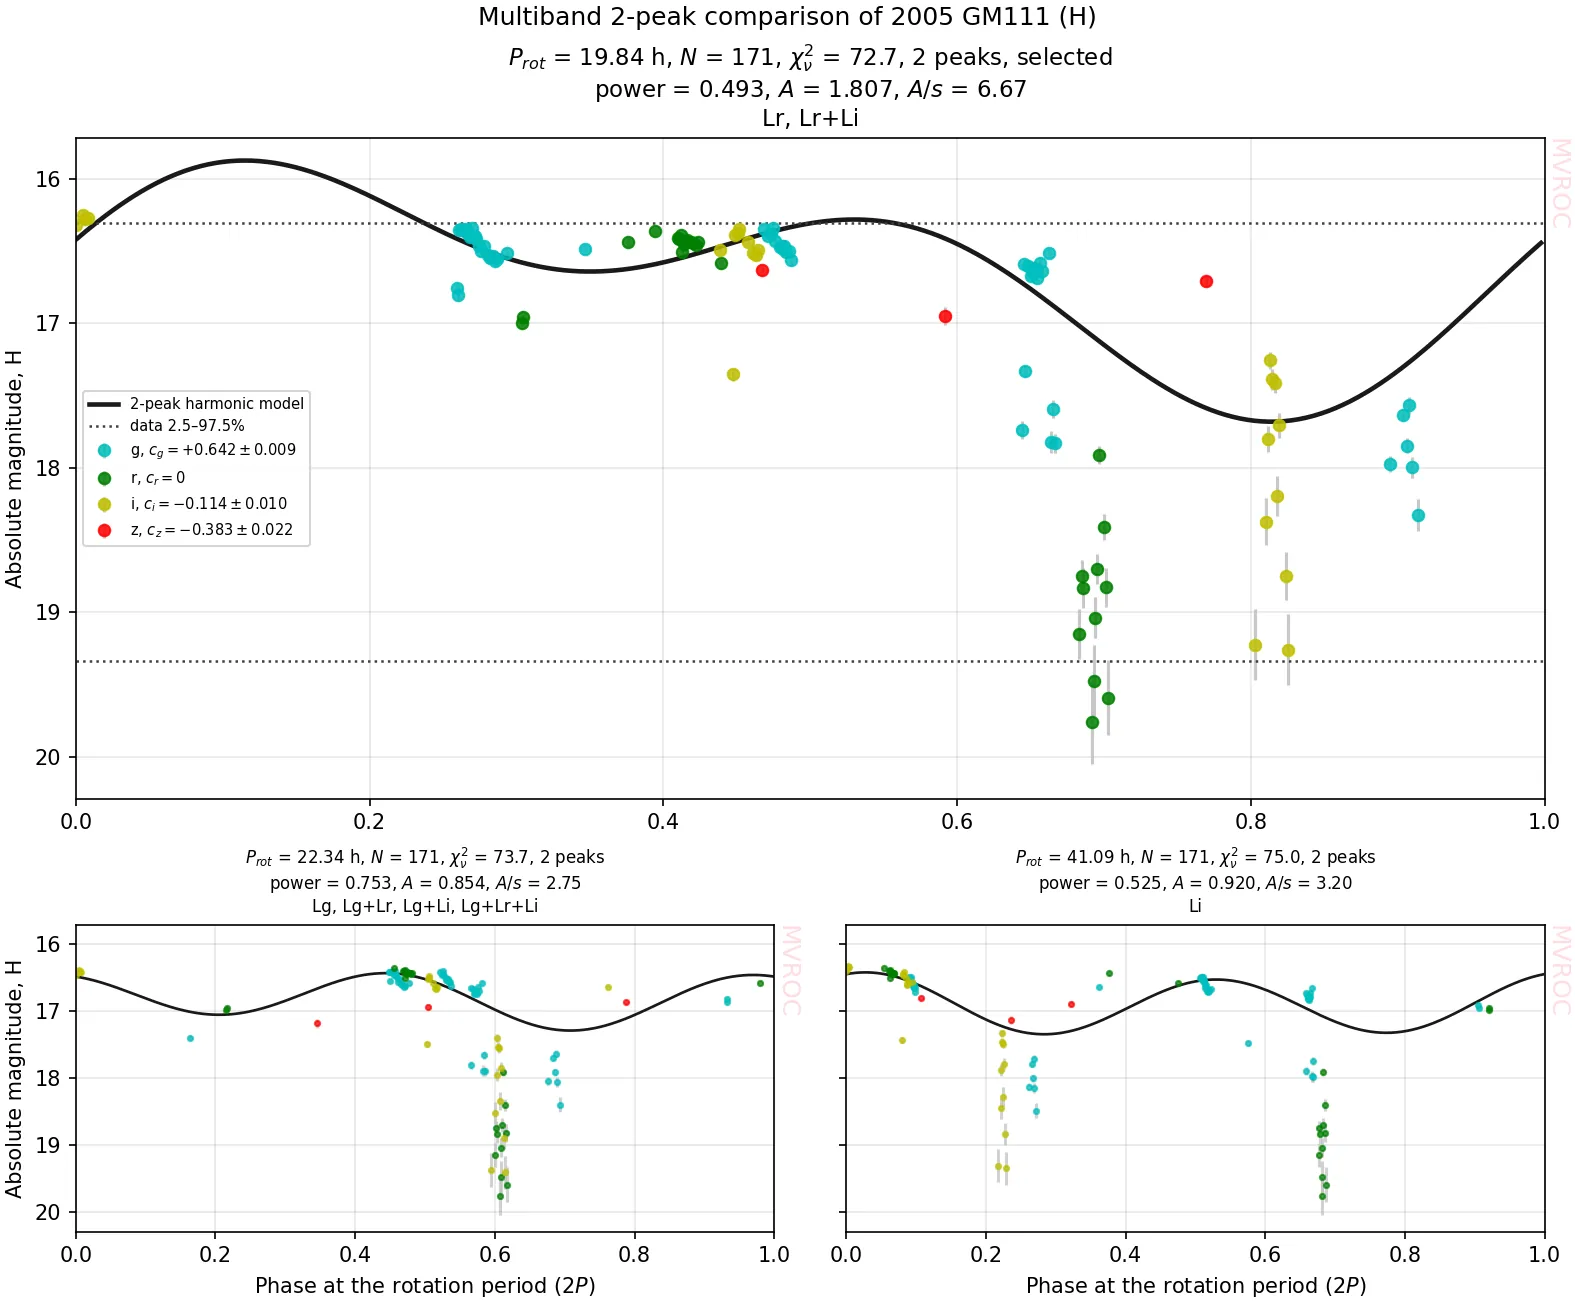 Multiband 2-peak comparison of 2005 GM111 (H)
P_rot = 19.84 h, N = 171, χ²_ν = 72.7, 2 peaks, selected
power = 0.493, A = 1.807, A/s = 6.67
Lr, Lr+Li
Absolute magnitude, H
16
17
18
19
20
2-peak harmonic model
data 2.5–97.5%
g, c_g = +0.642 ± 0.009
r, c_r = 0
i, c_i = −0.114 ± 0.010
z, c_z = −0.383 ± 0.022
0.0 0.2 0.4 0.6 0.8 1.0
MVROC
P_rot = 22.34 h, N = 171, χ²_ν = 73.7, 2 peaks
power = 0.753, A = 0.854, A/s = 2.75
Lg, Lg+Lr, Lg+Li, Lg+Lr+Li
Absolute magnitude, H
16
17
18
19
20
0.0 0.2 0.4 0.6 0.8 1.0
Phase at the rotation period (2P)
MVROC
P_rot = 41.09 h, N = 171, χ²_ν = 75.0, 2 peaks
power = 0.525, A = 0.920, A/s = 3.20
Li
0.0 0.2 0.4 0.6 0.8 1.0
Phase at the rotation period (2P)
MVROC